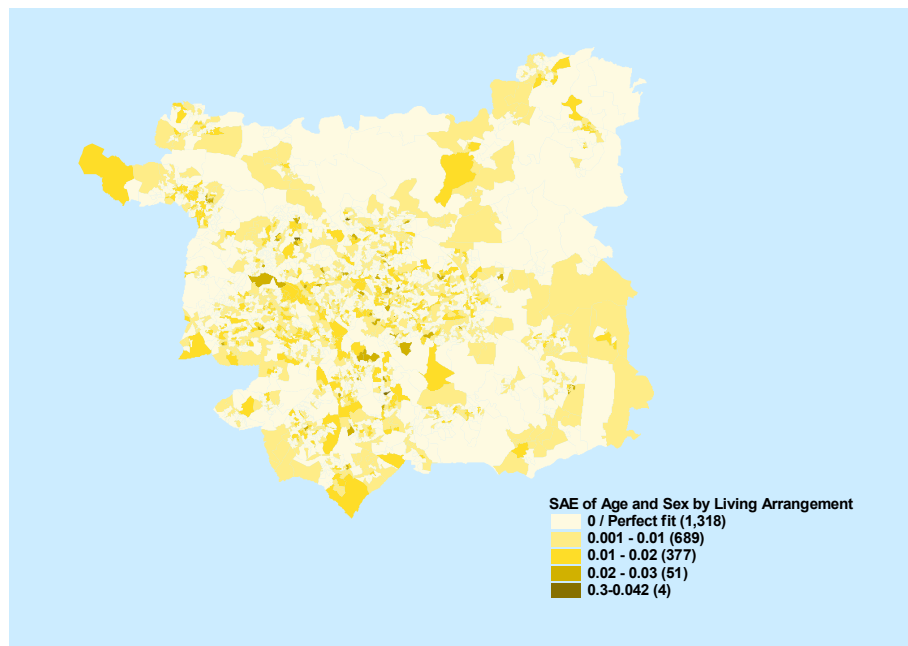 SAE of Age and Sex by Living Arrangement
0 / Perfect fit (1,318)
0.001 - 0.01 (689)
0.01 - 0.02 (377)
0.02 - 0.03 (51)
0.3-0.042 (4)